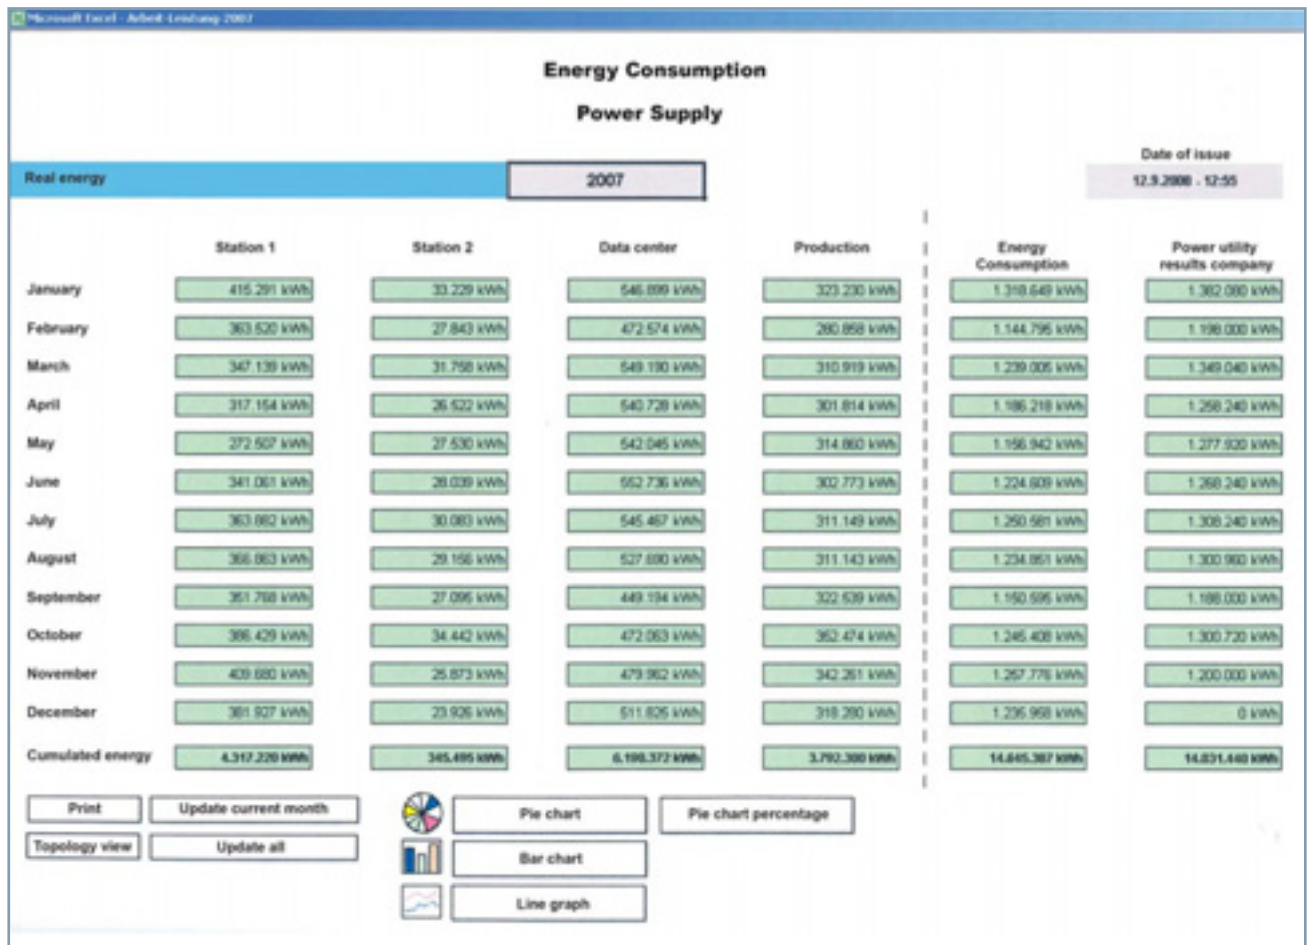 Microsoft Excel - Arbeit-Leistung-2007
Energy Consumption
Power Supply
Date of issue
Real energy 2007 12.9.2008 - 12:55
Station 1 Station 2 Data center Production Energy Power utility
Consumption results company
January 415.291 kWh 33.229 kWh 546.899 kWh 323.230 kWh 1.318.649 kWh 1.382.080 kWh
February 363.520 kWh 27.843 kWh 472.574 kWh 280.858 kWh 1.144.795 kWh 1.198.000 kWh
March 347.139 kWh 31.758 kWh 549.190 kWh 310.919 kWh 1.239.006 kWh 1.349.040 kWh
April 317.154 kWh 26.522 kWh 540.728 kWh 301.814 kWh 1.186.218 kWh 1.258.240 kWh
May 272.507 kWh 27.530 kWh 542.045 kWh 314.860 kWh 1.156.942 kWh 1.277.920 kWh
June 341.061 kWh 28.039 kWh 552.736 kWh 302.773 kWh 1.224.609 kWh 1.268.240 kWh
July 363.882 kWh 30.083 kWh 545.467 kWh 311.149 kWh 1.250.581 kWh 1.308.240 kWh
August 366.863 kWh 29.156 kWh 527.690 kWh 311.143 kWh 1.234.851 kWh 1.300.960 kWh
September 351.768 kWh 27.095 kWh 449.194 kWh 322.539 kWh 1.150.595 kWh 1.188.000 kWh
October 386.429 kWh 34.442 kWh 472.063 kWh 352.474 kWh 1.245.408 kWh 1.300.720 kWh
November 409.680 kWh 25.873 kWh 479.962 kWh 342.261 kWh 1.257.776 kWh 1.200.000 kWh
December 381.927 kWh 23.926 kWh 511.825 kWh 318.280 kWh 1.235.958 kWh 0 kWh
Cumulated energy 4.317.220 kWh 345.495 kWh 6.190.372 kWh 3.792.300 kWh 14.645.387 kWh 14.031.440 kWh
Print Update current month Pie chart Pie chart percentage
Topology view Update all Bar chart
Line graph